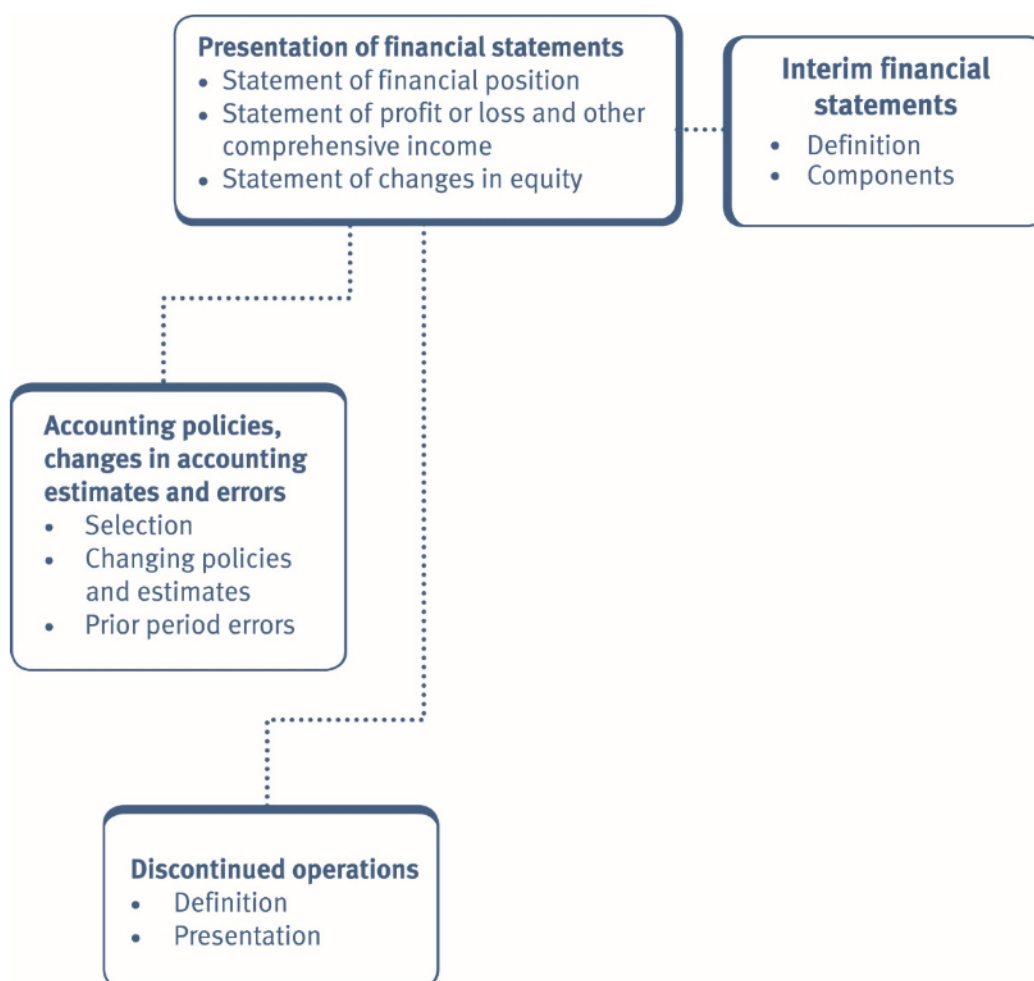 Presentation of financial statements
• Statement of financial position
• Statement of profit or loss and other
comprehensive income
• Statement of changes in equity
Interim financial
statements
• Definition
• Components
Accounting policies,
changes in accounting
estimates and errors
• Selection
• Changing policies
and estimates
• Prior period errors
Discontinued operations
• Definition
• Presentation